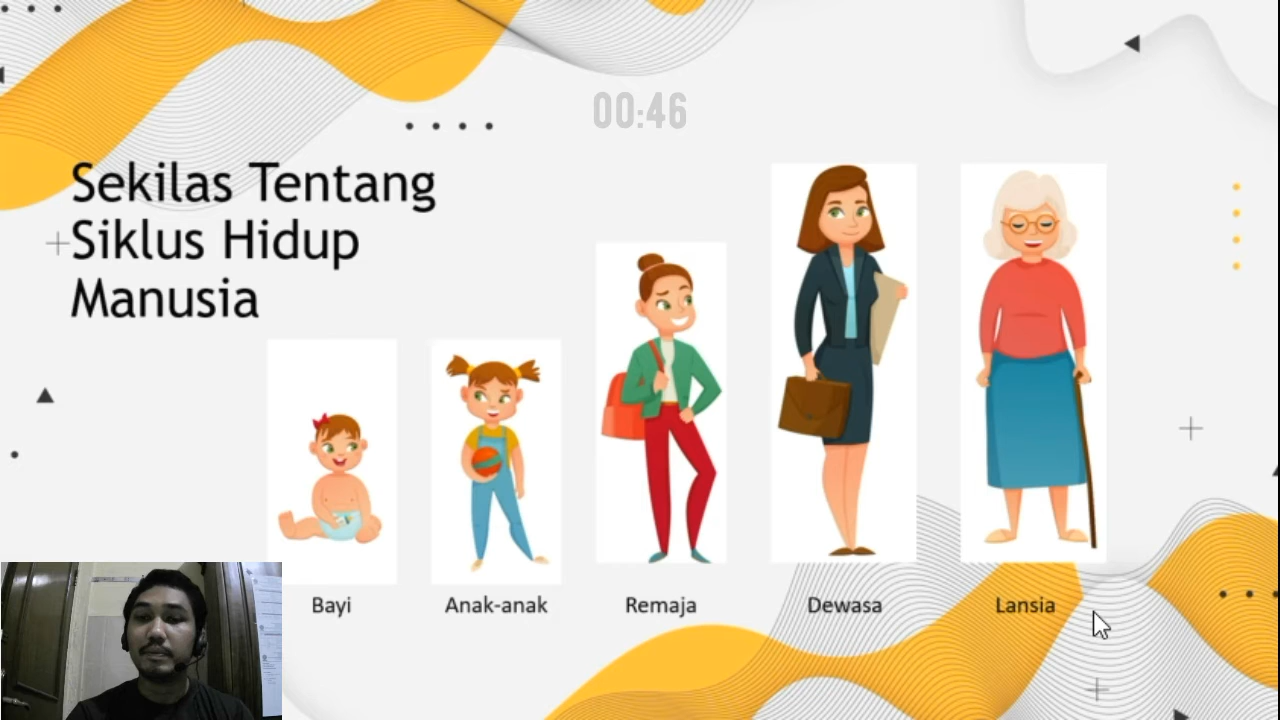 00:46
Sekilas Tentang
Siklus Hidup
Manusia
Bayi
Anak-anak
Remaja
Dewasa
Lansia